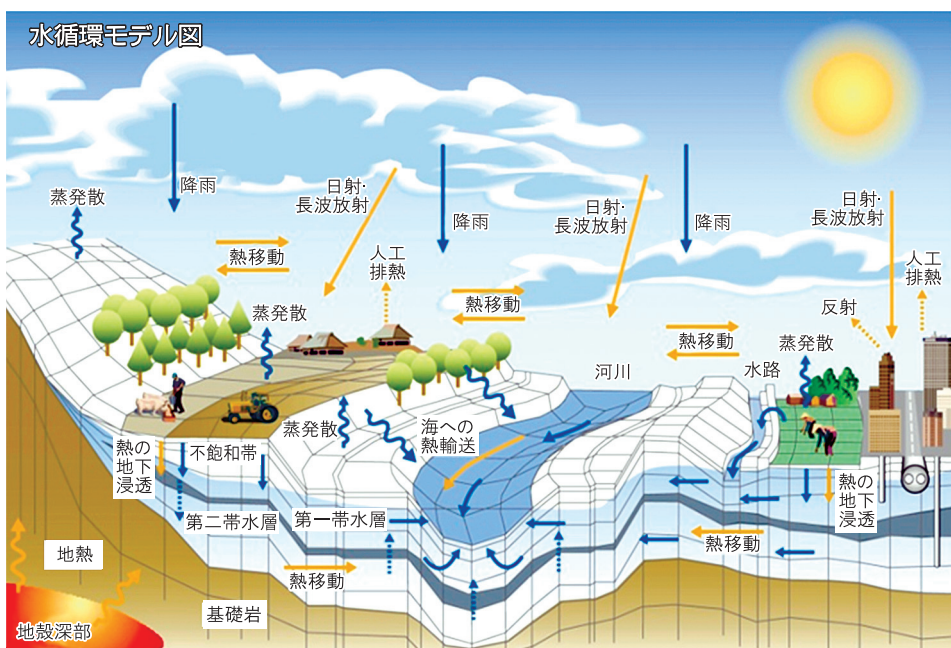 水循環モデル図
蒸発散
降雨
日射・
長波放射
降雨
日射・
長波放射
降雨
日射・
長波放射
熱移動
人工
排熱
人工
排熱
熱移動
反射
蒸発散
熱移動
蒸発散
河川
水路
蒸発散
海への
熱輸送
熱の
地下
浸透
不飽和帯
熱の
地下
浸透
第二帯水層
第一帯水層
地熱
熱移動
熱移動
基礎岩
地殻深部